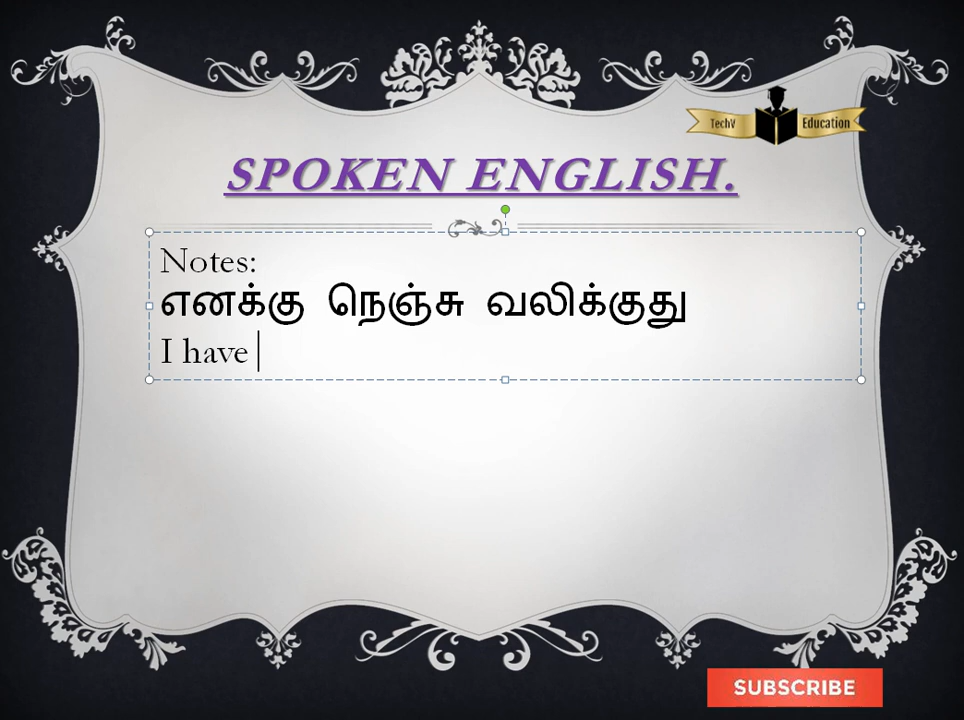 TechV Education
SPOKEN ENGLISH.
Notes:
எனக்கு நெஞ்சு வலிக்குது
I have
SUBSCRIBE